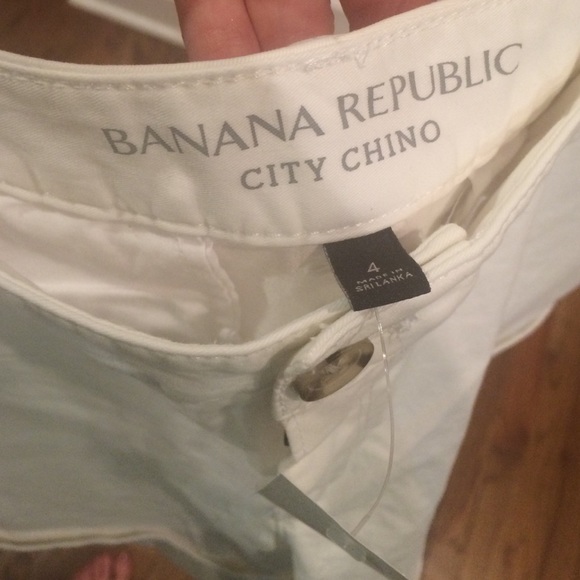 BANANA REPUBLIC
CITY CHINO
4
MADE IN
SRI LANKA